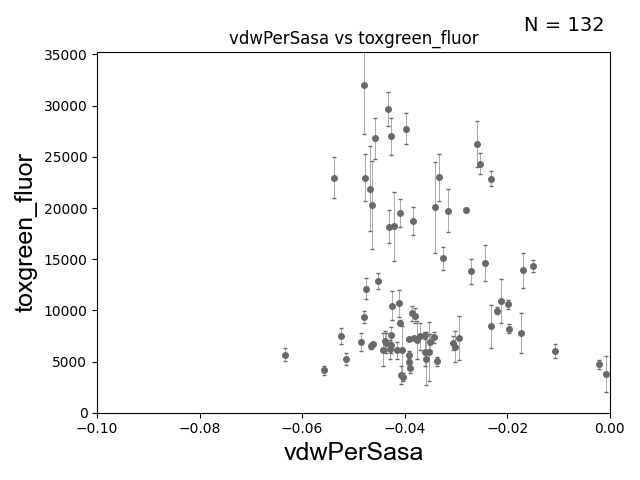 N = 132
vdwPerSasa vs toxgreen_fluor
35000
30000
25000
20000
15000
10000
5000
0
toxgreen_fluor
−0.10 −0.08 −0.06 −0.04 −0.02 0.00
vdwPerSasa